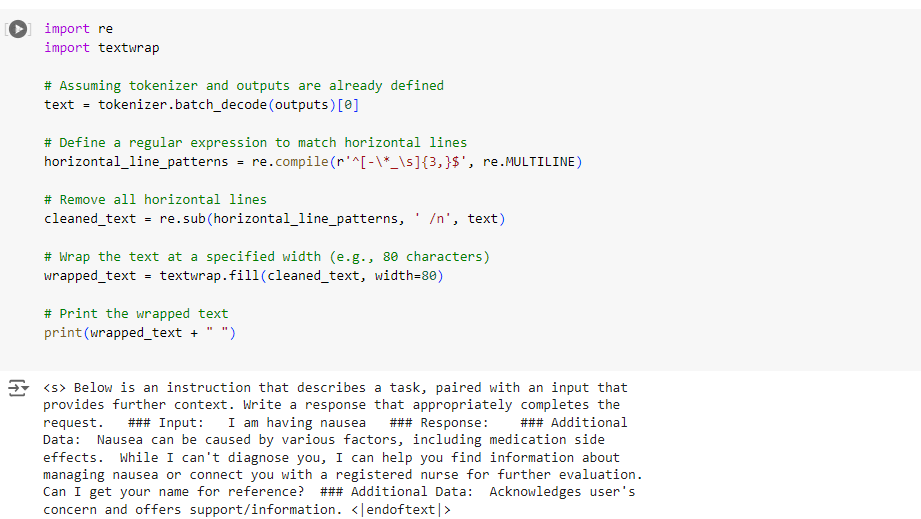 import re
import textwrap
# Assuming tokenizer and outputs are already defined
text = tokenizer.batch_decode(outputs)[0]
# Define a regular expression to match horizontal lines
horizontal_line_patterns = re.compile(r'^[-\*_\s]{3,}$', re.MULTILINE)
# Remove all horizontal lines
cleaned_text = re.sub(horizontal_line_patterns, ' /n', text)
# Wrap the text at a specified width (e.g., 80 characters)
wrapped_text = textwrap.fill(cleaned_text, width=80)
# Print the wrapped text
print(wrapped_text + " ")
<s> Below is an instruction that describes a task, paired with an input that
provides further context. Write a response that appropriately completes the
request.   ### Input:   I am having nausea   ### Response:    ### Additional
Data:  Nausea can be caused by various factors, including medication side
effects.  While I can't diagnose you, I can help you find information about
managing nausea or connect you with a registered nurse for further evaluation.
Can I get your name for reference?  ### Additional Data:  Acknowledges user's
concern and offers support/information. <|endoftext|>